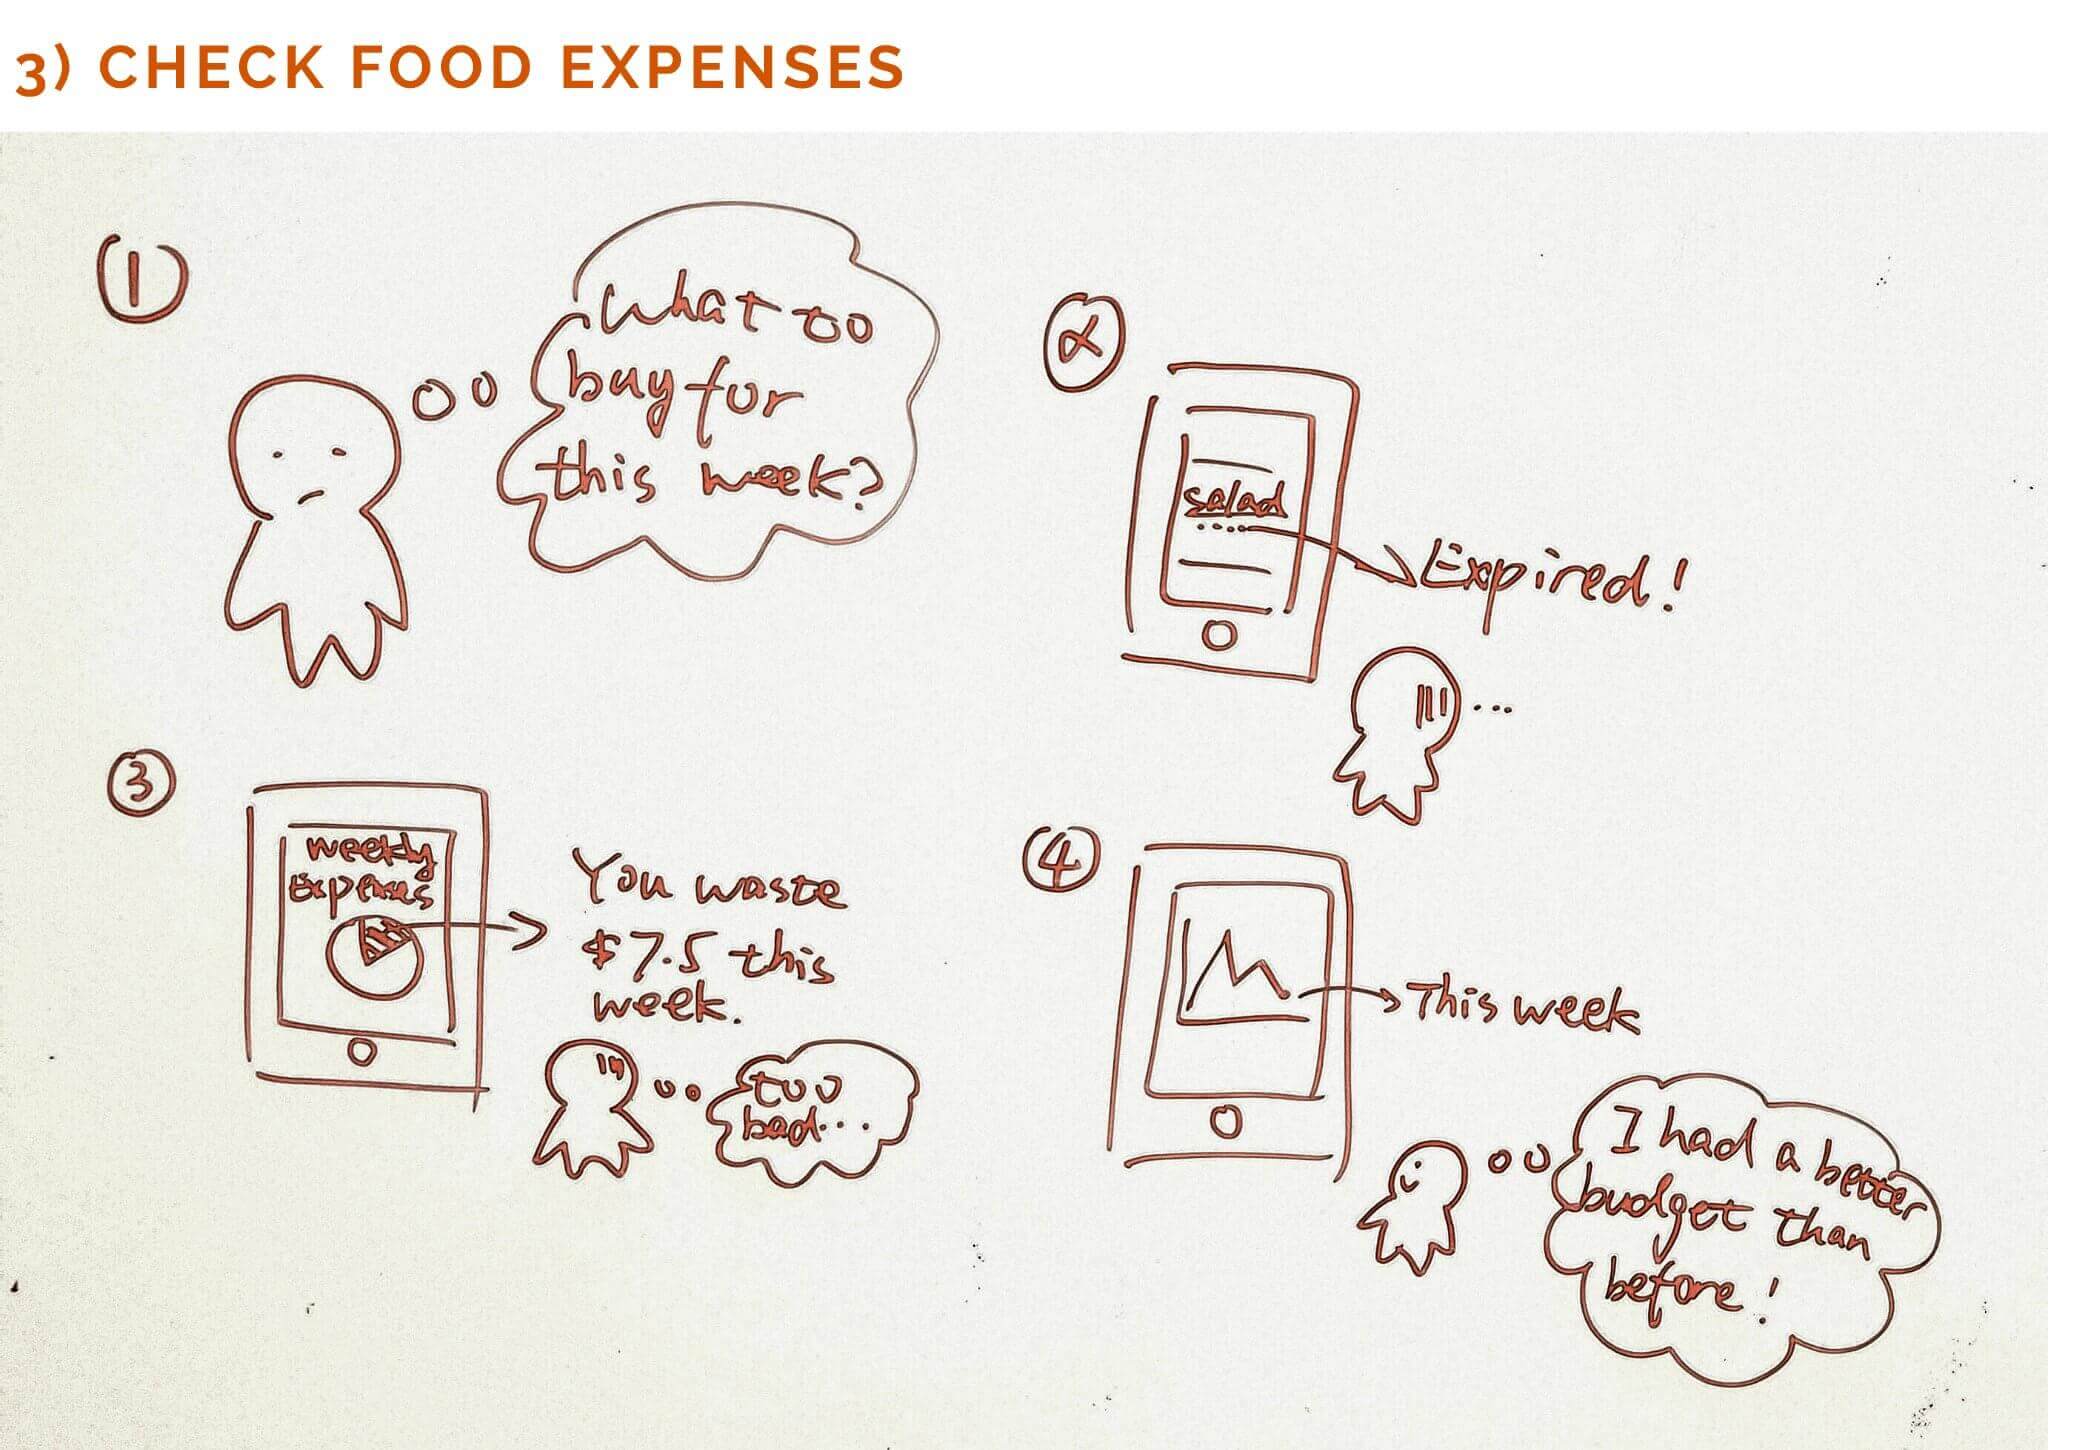 3) CHECK FOOD EXPENSES
1
What to
buy for
this week?
2
salad
Expired!
...
3
weekly
Expenses
You waste
$7.5 this
week.
too
bad...
4
This week
I had a better
budget than
before!